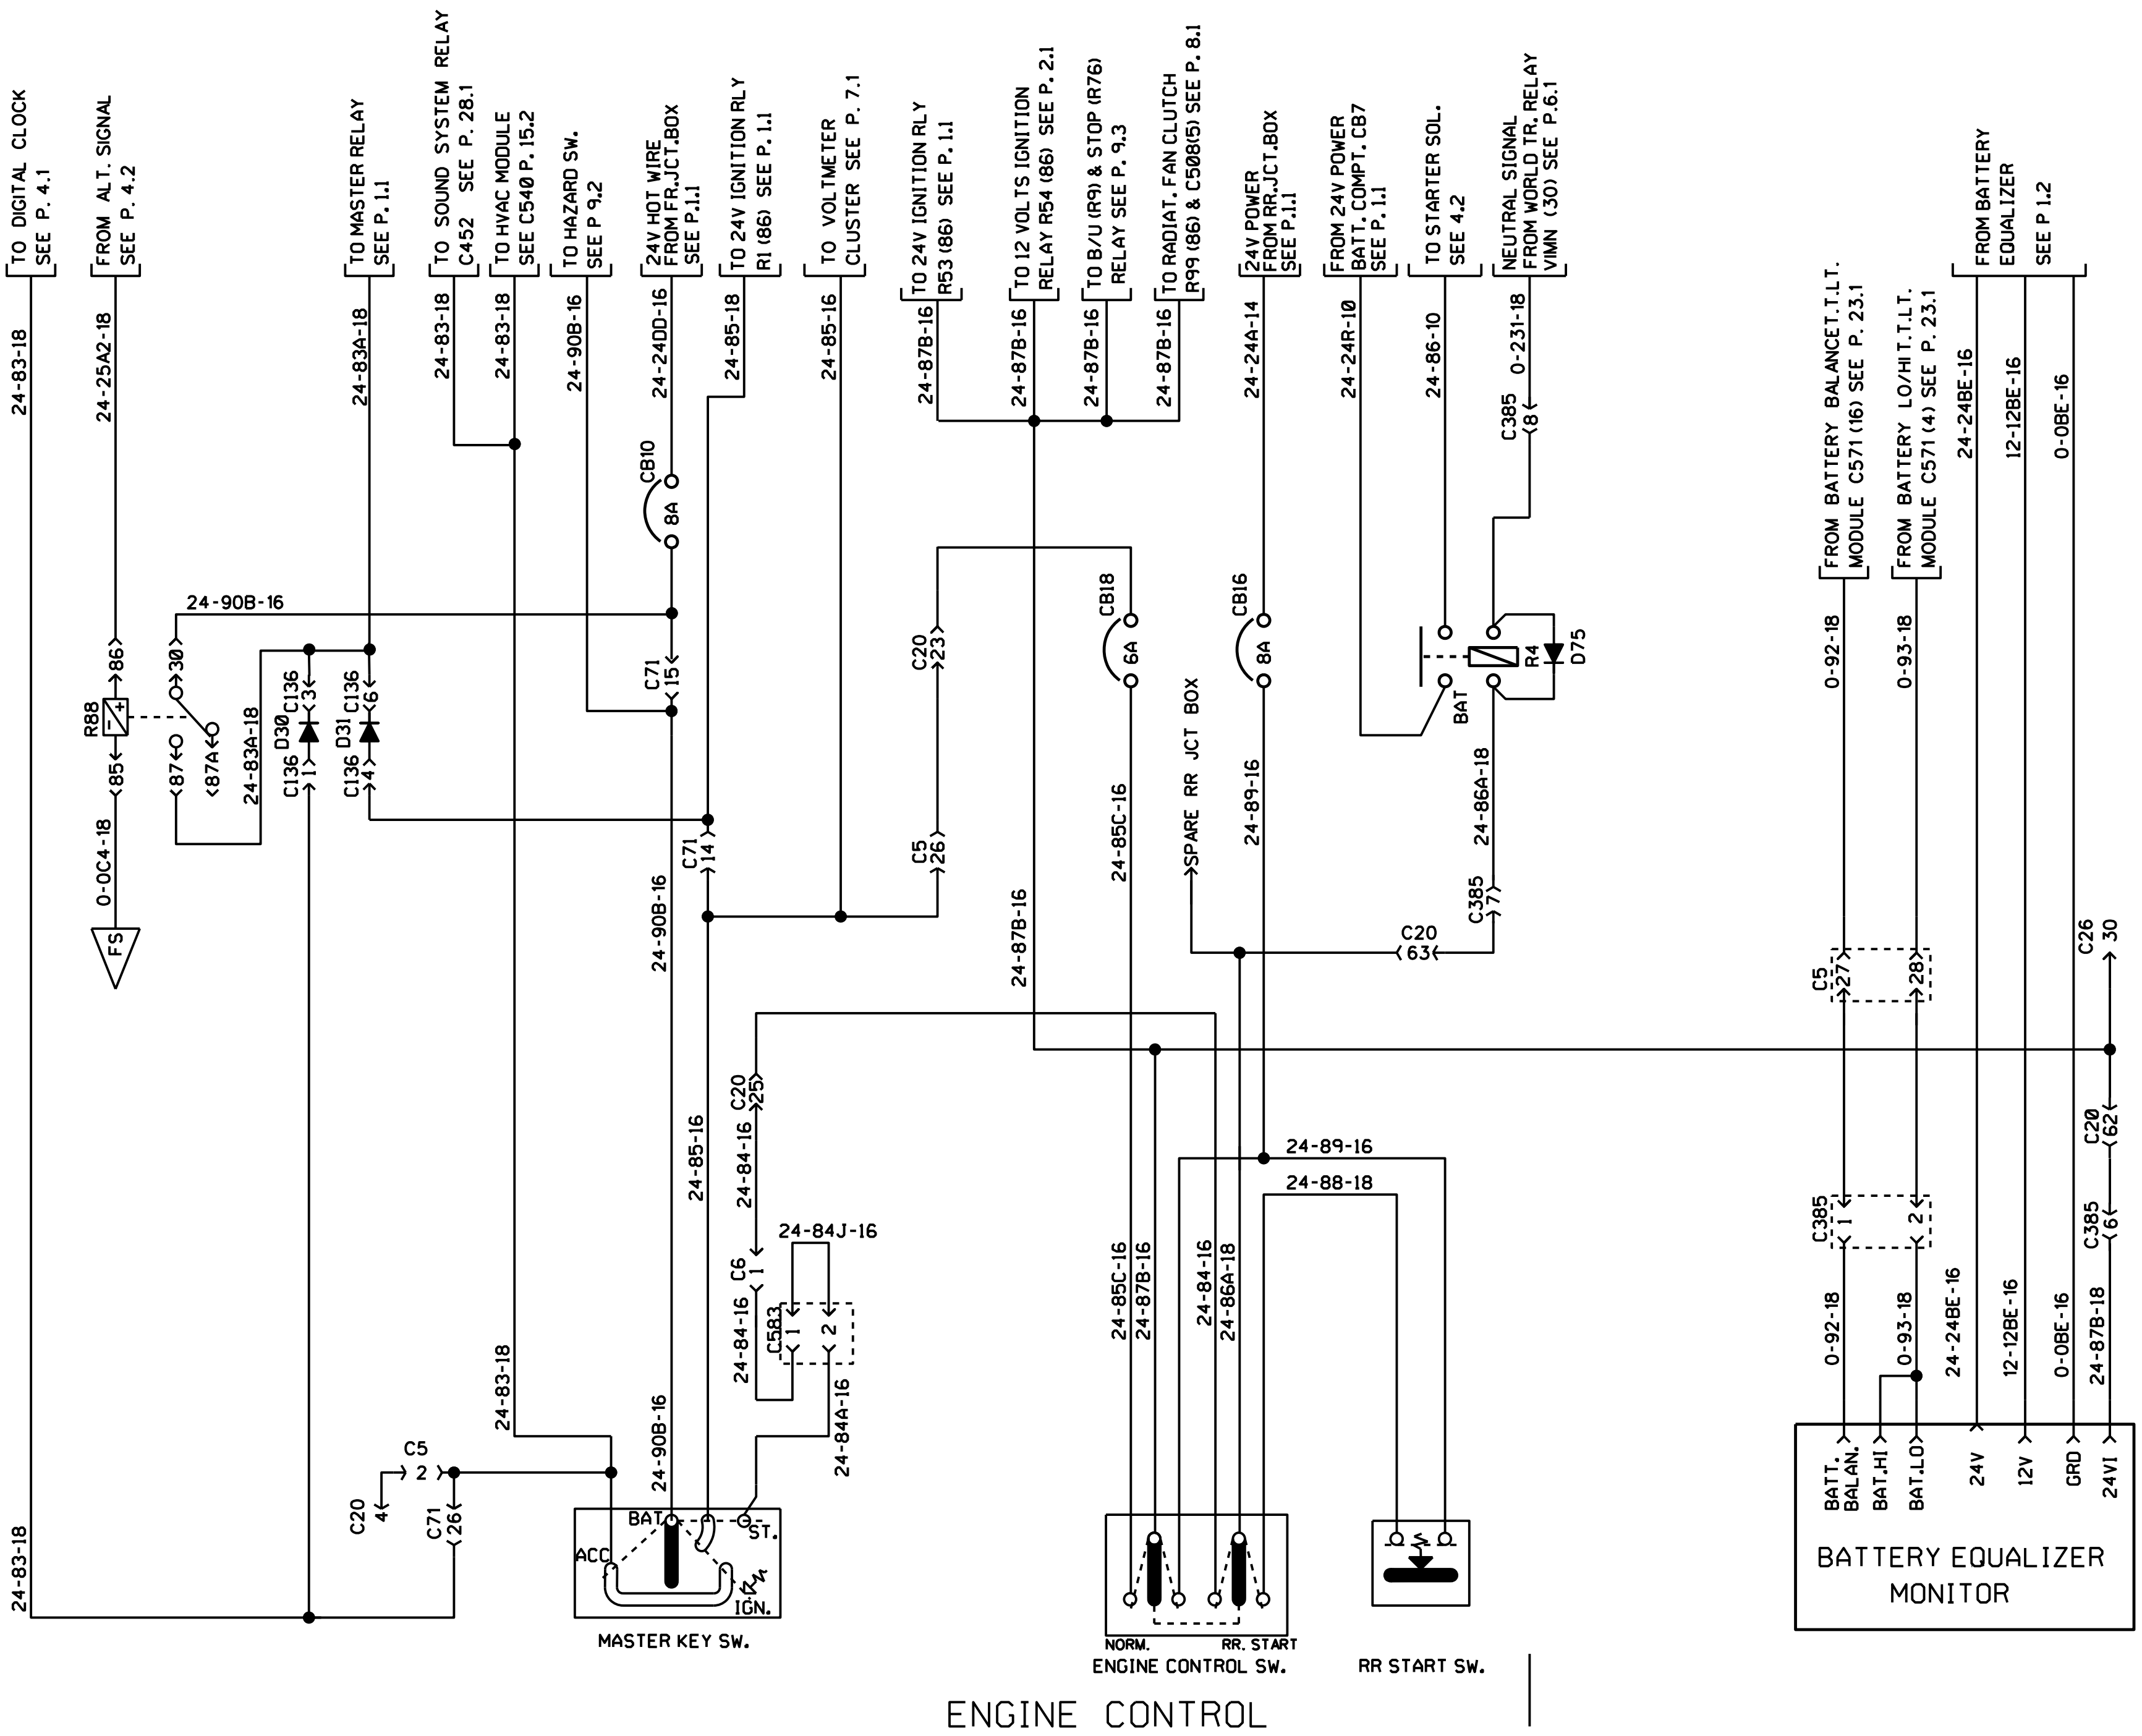 TO DIGITAL CLOCK
SEE P. 4.1
FROM ALT. SIGNAL
SEE P. 4.2
TO MASTER RELAY
SEE P. 1.1
TO SOUND SYSTEM RELAY
C452 SEE P. 28.1
TO HVAC MODULE
SEE C540 P. 15.2
TO HAZARD SW.
SEE P 9.2
24V HOT WIRE
FROM FR.JCT.BOX
SEE P.1.1
TO 24V IGNITION RLY
R1 (86) SEE P. 1.1
TO VOLTMETER
CLUSTER SEE P. 7.1
TO 24V IGNITION RLY
R53 (86) SEE P. 1.1
TO 12 VOLTS IGNITION
RELAY R54 (86) SEE P. 2.1
TO B/U (R9) & STOP (R76)
RELAY SEE P. 9.3
TO RADIAT. FAN CLUTCH
R99 (86) & C508(5) SEE P. 8.1
24V POWER
FROM RR.JCT.BOX
SEE P.1.1
FROM 24V POWER
BATT. COMPT. CB7
SEE P. 1.1
TO STARTER SOL.
SEE 4.2
NEUTRAL SIGNAL
FROM WORLD TR. RELAY
VIMN (30) SEE P.6.1
FROM BATTERY BALANCET.T.LT.
MODULE C571 (16) SEE P. 23.1
FROM BATTERY LO/HI T.T.LT.
MODULE C571 (4) SEE P. 23.1
FROM BATTERY
EQUALIZER
SEE P 1.2
24-83-18
24-25A2-18
24-83A-18
24-83-18
24-83-18
24-90B-16
24-24DD-16
24-85-18
24-85-16
24-87B-16
24-87B-16
24-87B-16
24-87B-16
24-24A-14
24-24R-10
24-86-10
0-231-18
24-24BE-16
12-12BE-16
0-0BE-16
C385
8
CB10
8A
24-90B-16
C20
23
CB18
6A
CB16
8A
BAT
R4
D75
0-92-18
0-93-18
R88
86
+
-
85
30
87
87A
24-83A-18
D30
C136
3
C136
1
D31
C136
6
C136
4
C71
15
C71
14
C5
26
0-0C4-18
FS
24-90B-16
24-87B-16
24-85C-16
SPARE RR JCT BOX
24-89-16
24-86A-18
C385
7
C20
63
C5
27
28
C26
30
C20
25
24-85-16
24-84-16
C6
1
24-84J-16
24-84-16
C583
1
2
24-84A-16
24-89-16
24-88-18
24-85C-16
24-87B-16
24-84-16
24-86A-18
C20
62
C385
1
2
C385
6
0-92-18
0-93-18
24-24BE-16
12-12BE-16
0-0BE-16
24-87B-18
24-83-18
24-90B-16
C5
2
C20
4
C71
26
24-83-18
BAT
ST.
ACC
IGN.
MASTER KEY SW.
NORM.
RR. START
ENGINE CONTROL SW.
RR START SW.
BATT.
BALAN.
BAT.HI
BAT.LO
24V
12V
GRD
24VI
BATTERY EQUALIZER
MONITOR
ENGINE CONTROL